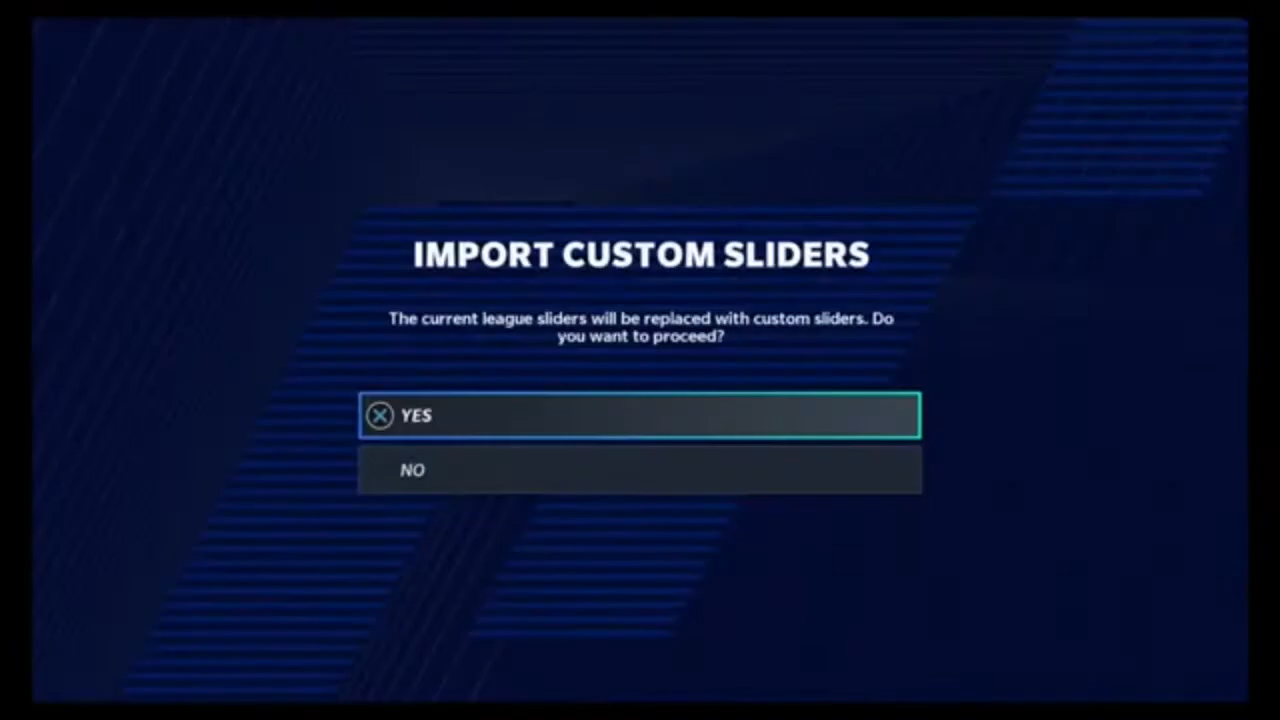 IMPORT CUSTOM SLIDERS
The current league sliders will be replaced with custom sliders. Do
you want to proceed?
YES
NO